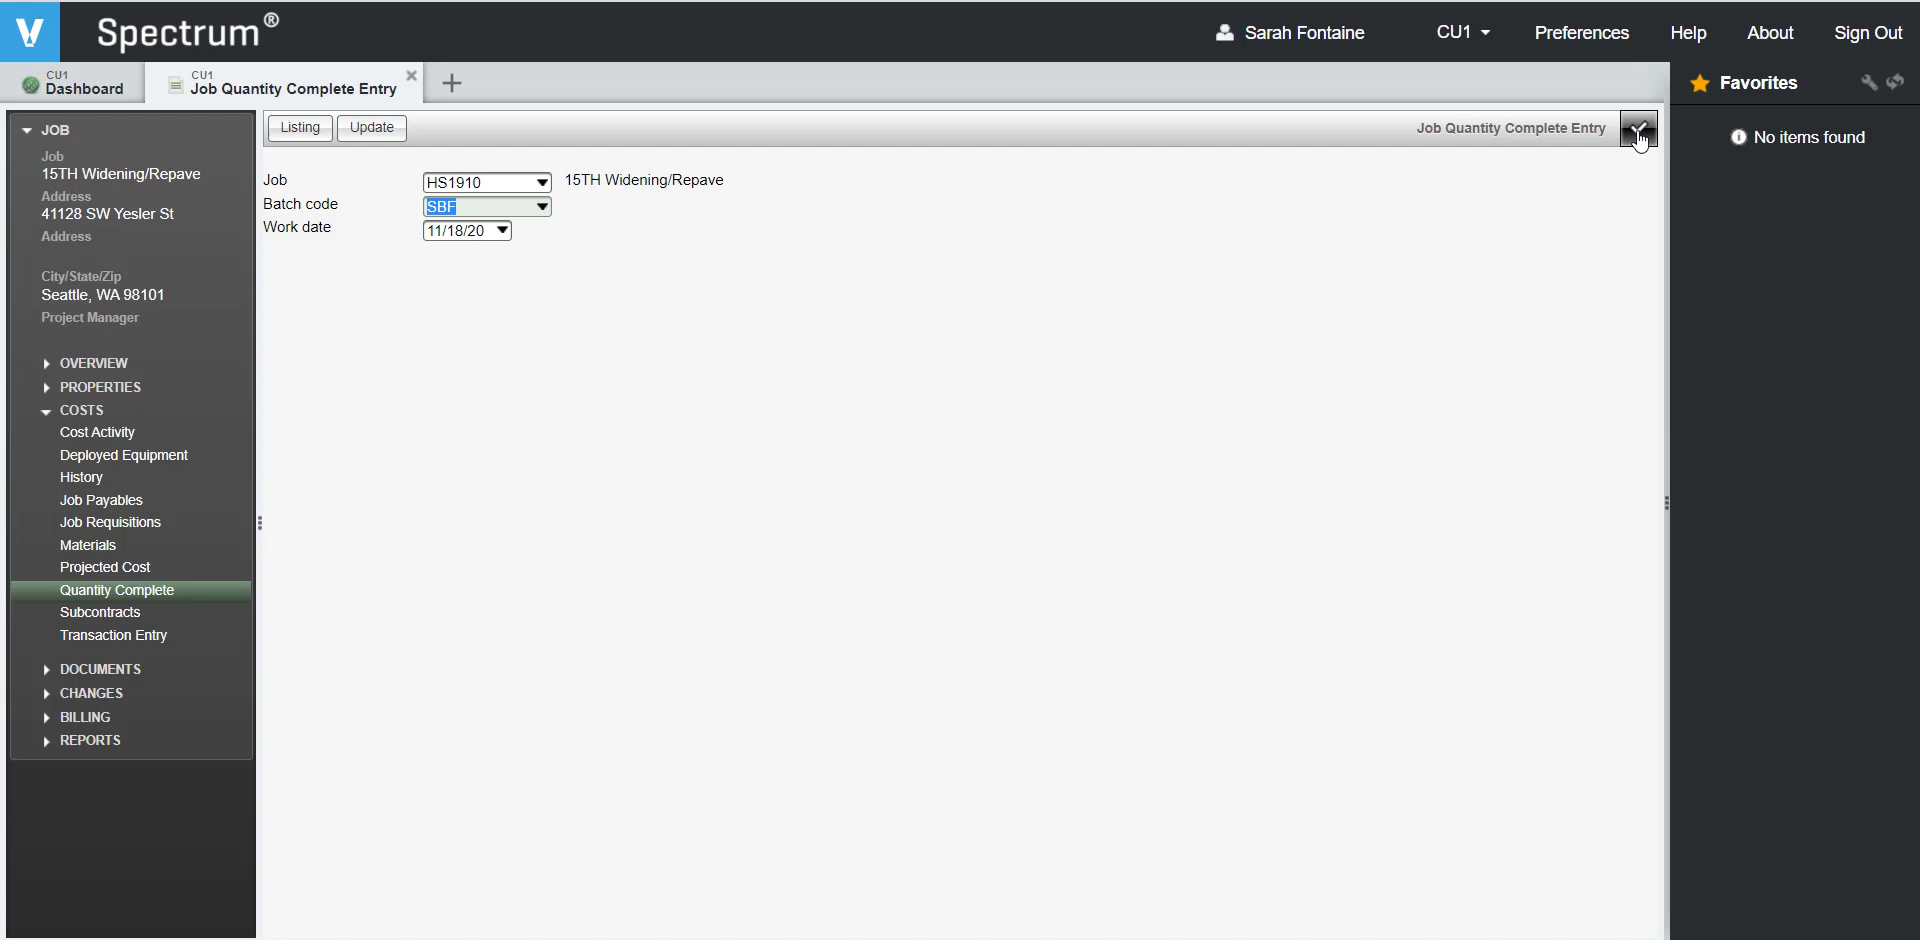 Spectrum®
Sarah Fontaine
CU1
Preferences
Help
About
Sign Out
CU1
Dashboard
CU1
Job Quantity Complete Entry
Favorites
No items found
JOB
Job
15TH Widening/Repave
Address
41128 SW Yesler St
Address
City/State/Zip
Seattle, WA 98101
Project Manager
OVERVIEW
PROPERTIES
COSTS
Cost Activity
Deployed Equipment
History
Job Payables
Job Requisitions
Materials
Projected Cost
Quantity Complete
Subcontracts
Transaction Entry
DOCUMENTS
CHANGES
BILLING
REPORTS
Listing
Update
Job Quantity Complete Entry
Job HS1910 15TH Widening/Repave
Batch code SBF
Work date 11/18/20